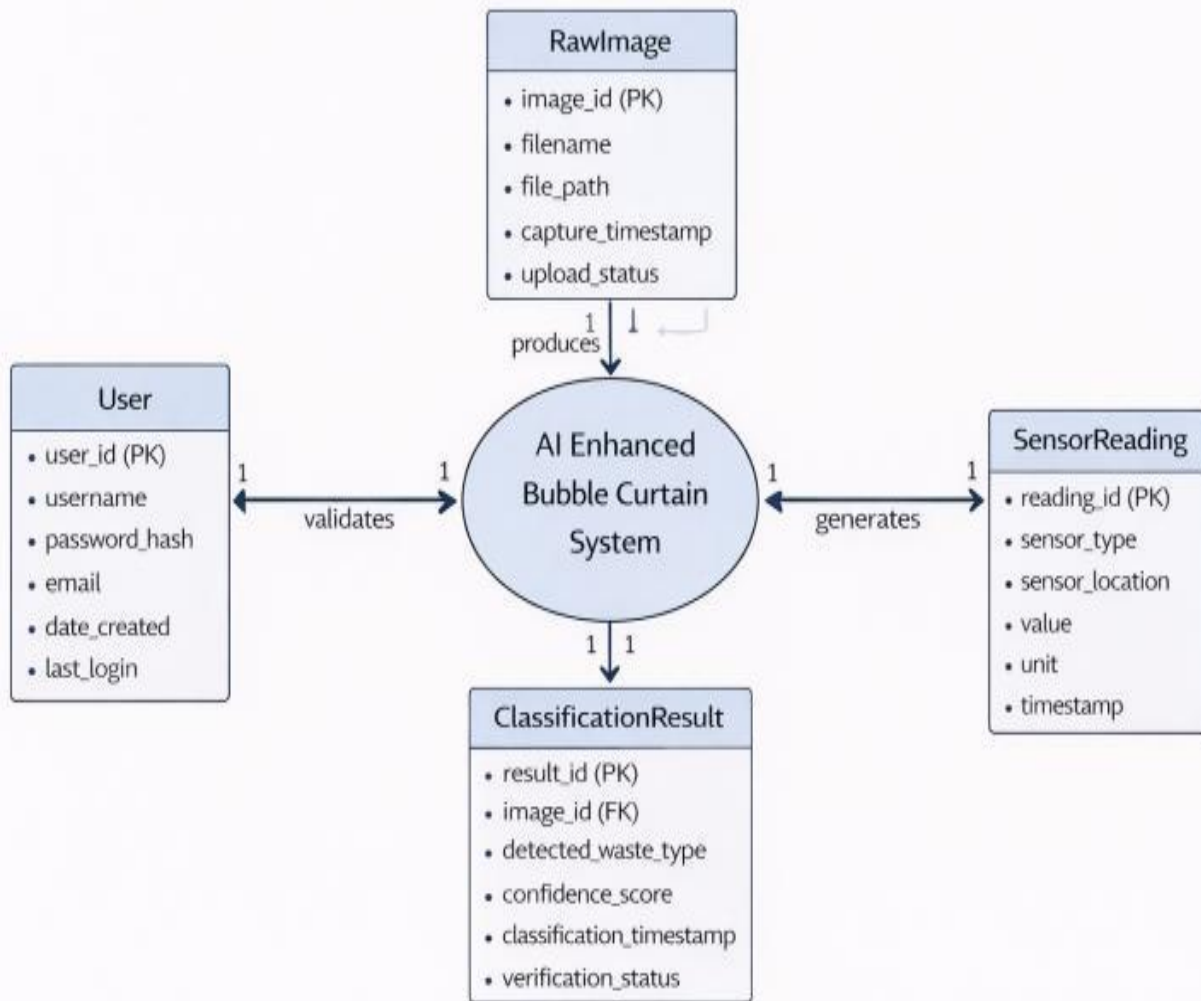 RawImage
• image_id (PK)
• filename
• file_path
• capture_timestamp
• upload_status
1 1
produces
User
• user_id (PK)
• username
• password_hash
• email
• date_created
• last_login
1 1
validates
AI Enhanced
Bubble Curtain
System
1 1
generates
SensorReading
• reading_id (PK)
• sensor_type
• sensor_location
• value
• unit
• timestamp
1 1
ClassificationResult
• result_id (PK)
• image_id (FK)
• detected_waste_type
• confidence_score
• classification_timestamp
• verification_status